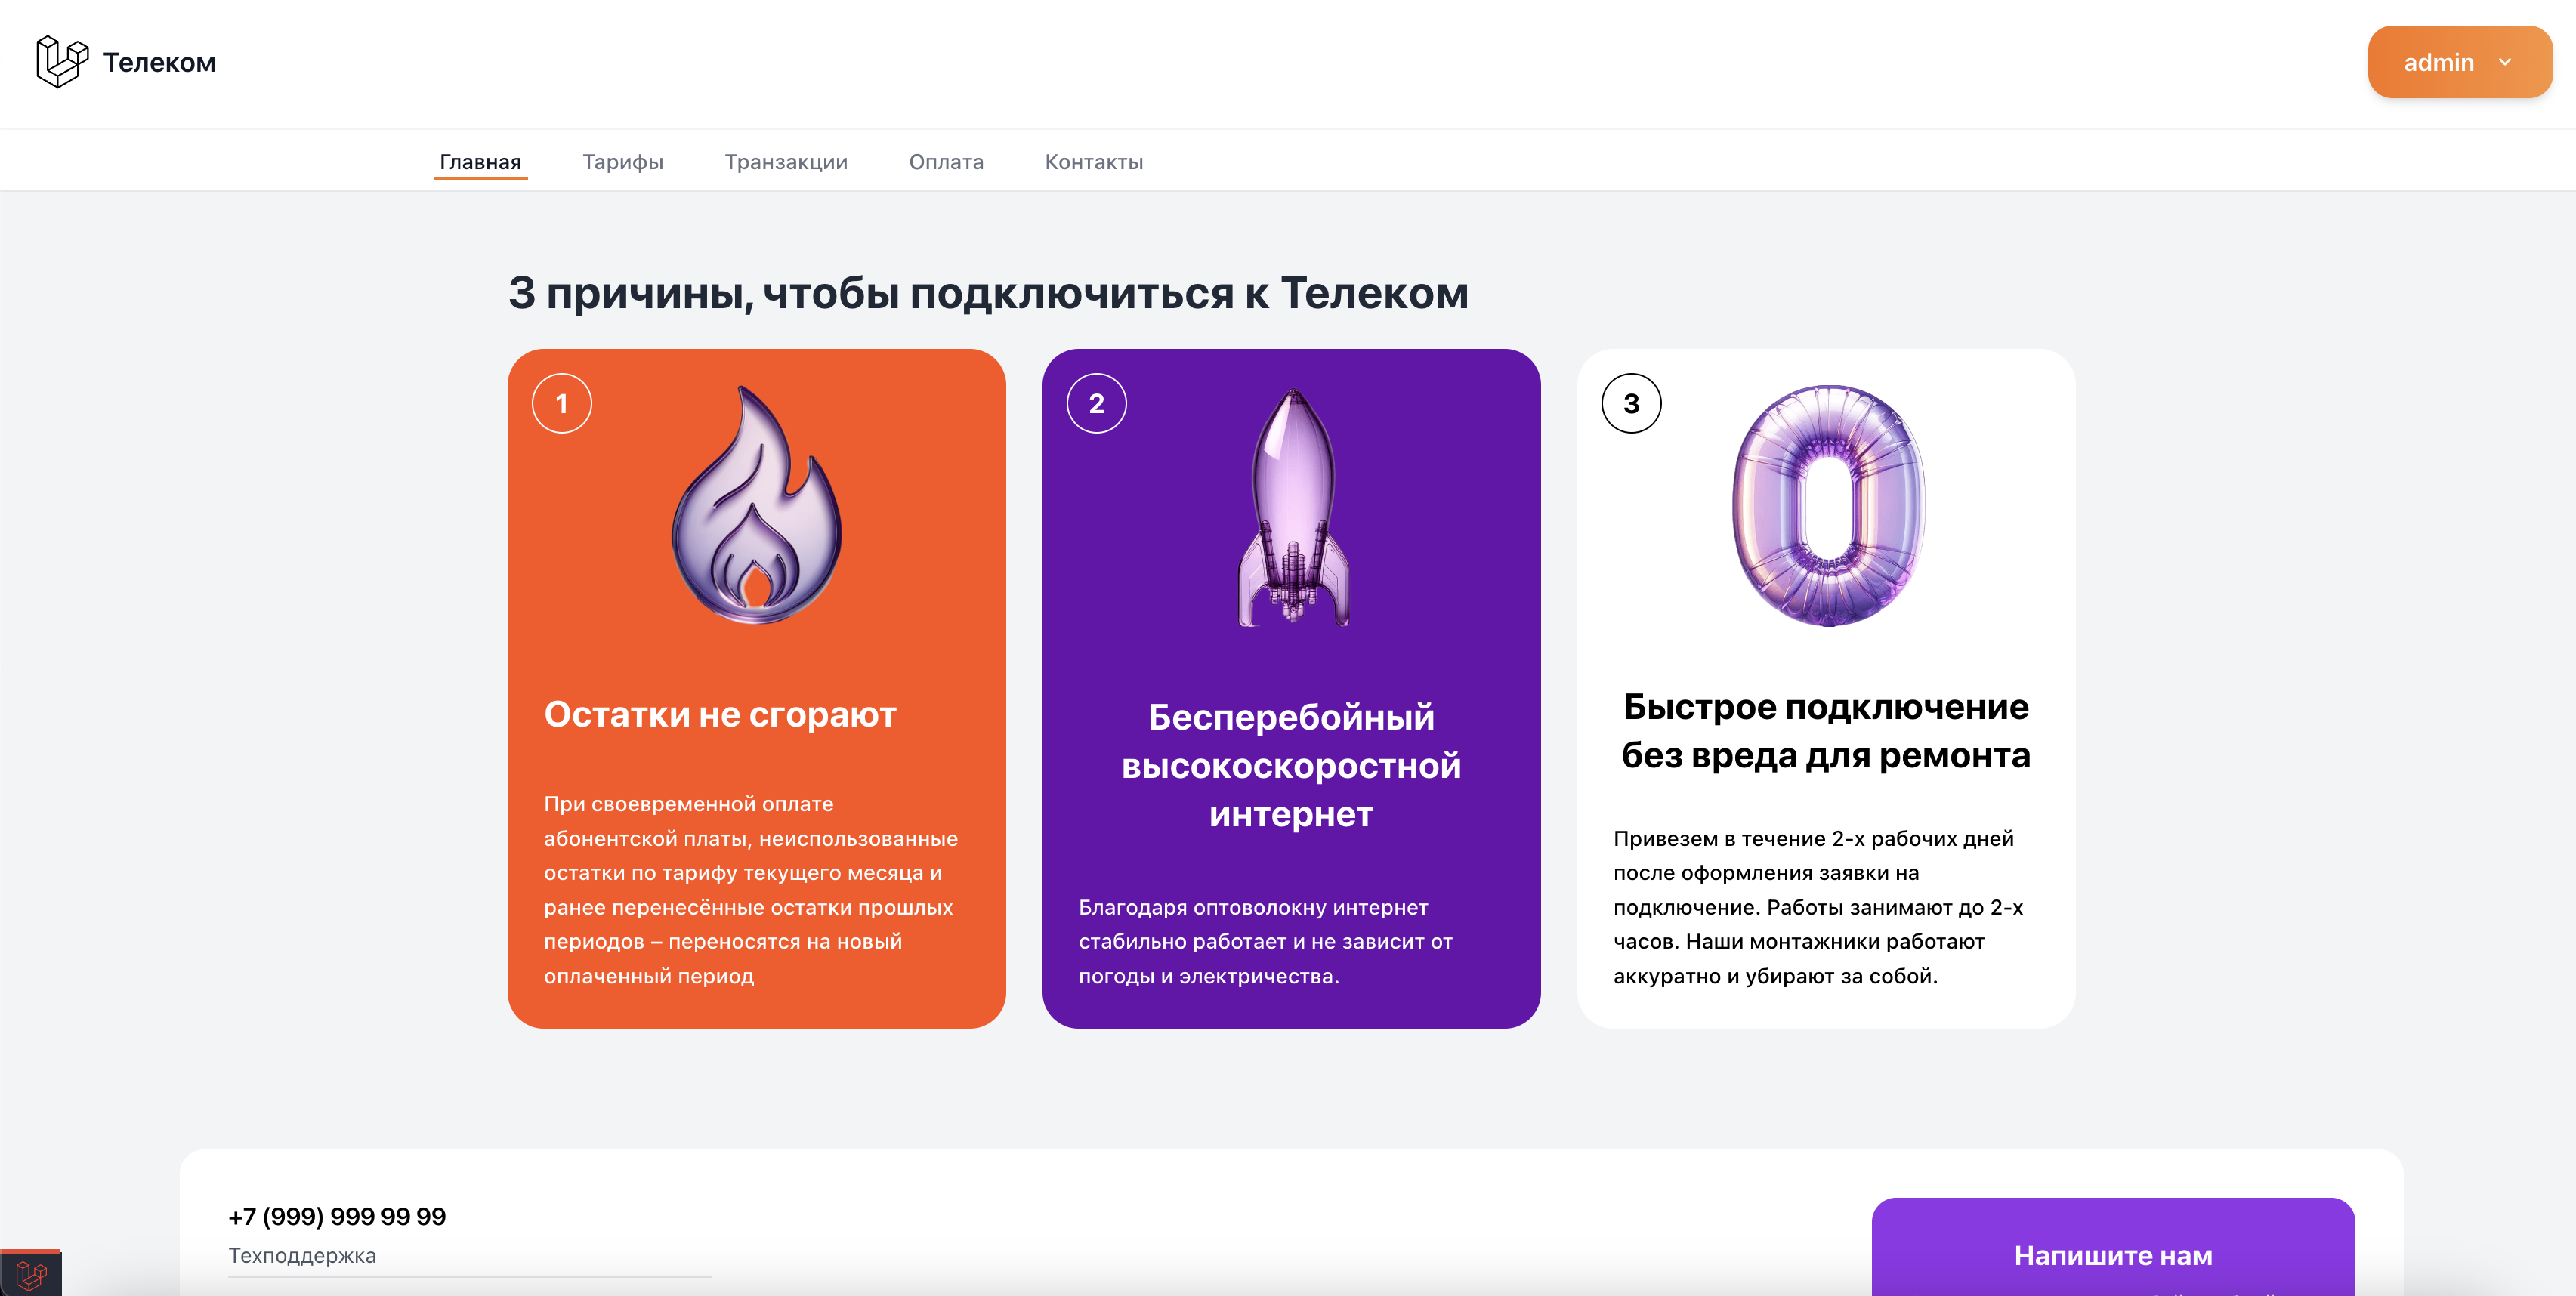 Телеком
admin
Главная
Тарифы
Транзакции
Оплата
Контакты
3 причины, чтобы подключиться к Телеком
1
Остатки не сгорают
При своевременной оплате
абонентской платы, неиспользованные
остатки по тарифу текущего месяца и
ранее перенесённые остатки прошлых
периодов – переносятся на новый
оплаченный период
2
Бесперебойный
высокоскоростной
интернет
Благодаря оптоволокну интернет
стабильно работает и не зависит от
погоды и электричества.
3
Быстрое подключение
без вреда для ремонта
Привезем в течение 2-х рабочих дней
после оформления заявки на
подключение. Работы занимают до 2-х
часов. Наши монтажники работают
аккуратно и убирают за собой.
+7 (999) 999 99 99
Техподдержка
Напишите нам